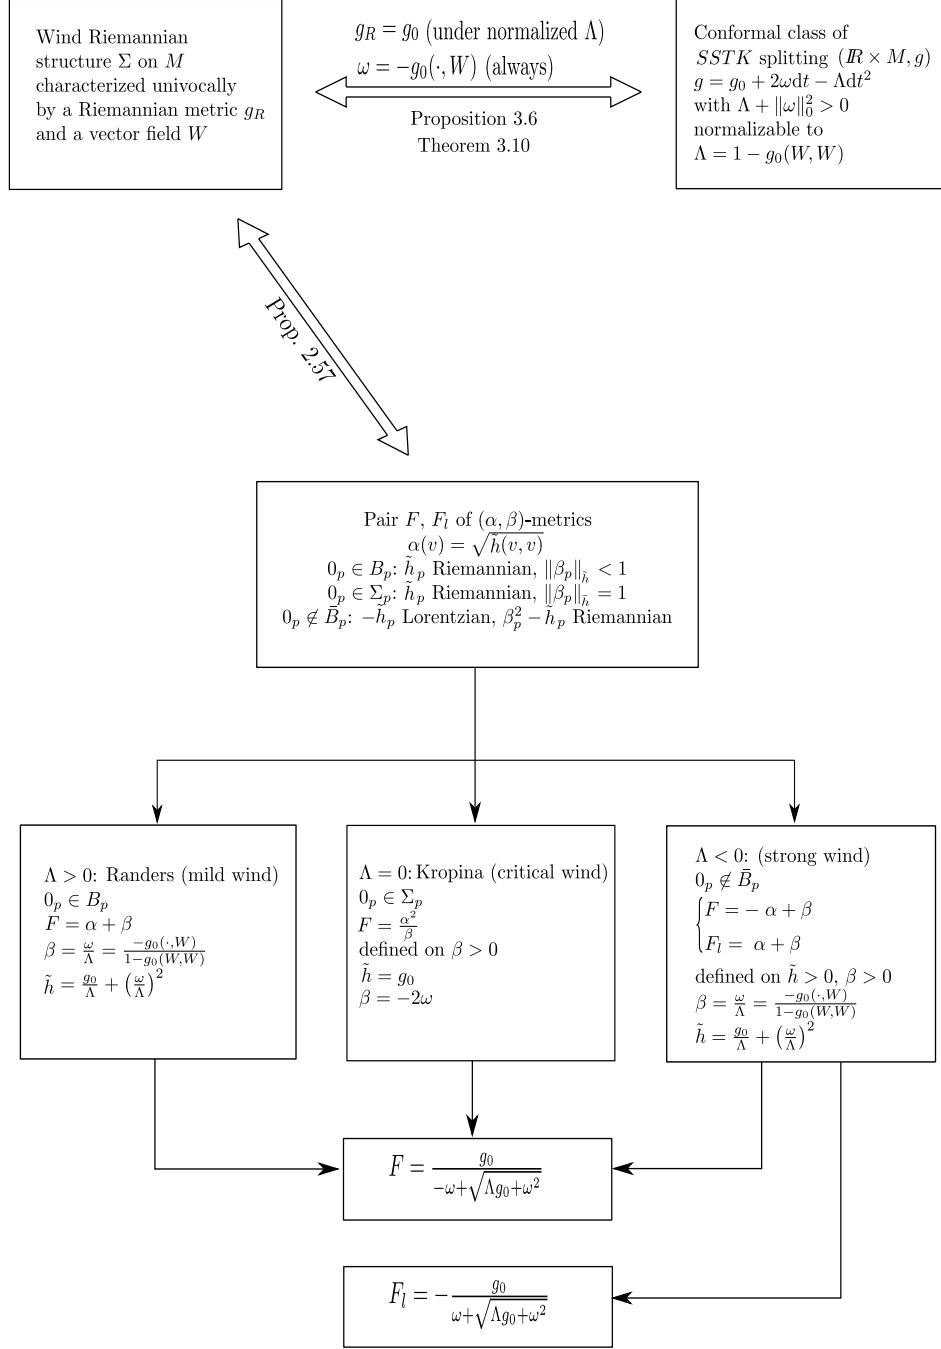 Wind Riemannian
structure Σ on M
characterized univocally
by a Riemannian metric g_R
and a vector field W
g_R = g_0 (under normalized Λ)
ω = −g_0(·, W) (always)
Proposition 3.6
Theorem 3.10
Conformal class of
SSTK splitting (ℝ × M, g)
g = g_0 + 2ωdt − Λdt²
with Λ + ‖ω‖²_0 > 0
normalizable to
Λ = 1 − g_0(W, W)
Prop. 2.57
Pair F, F_l of (α, β)-metrics
α(v) = √(h̃(v, v))
0_p ∈ B_p: h̃_p Riemannian, ‖β_p‖_h̃ < 1
0_p ∈ Σ_p: h̃_p Riemannian, ‖β_p‖_h̃ = 1
0_p ∉ B̄_p: −h̃_p Lorentzian, β²_p − h̃_p Riemannian
Λ > 0: Randers (mild wind)
0_p ∈ B_p
F = α + β
β = ω/Λ = −g_0(·,W)/(1−g_0(W,W))
h̃ = g_0/Λ + (ω/Λ)²
Λ = 0: Kropina (critical wind)
0_p ∈ Σ_p
F = α²/β
defined on β > 0
h̃ = g_0
β = −2ω
Λ < 0: (strong wind)
0_p ∉ B̄_p
{ F = − α + β
F_l = α + β
defined on h̃ > 0, β > 0
β = ω/Λ = −g_0(·,W)/(1−g_0(W,W))
h̃ = g_0/Λ + (ω/Λ)²
F = g_0/(−ω+√(Λg_0+ω²))
F_l = − g_0/(ω+√(Λg_0+ω²))